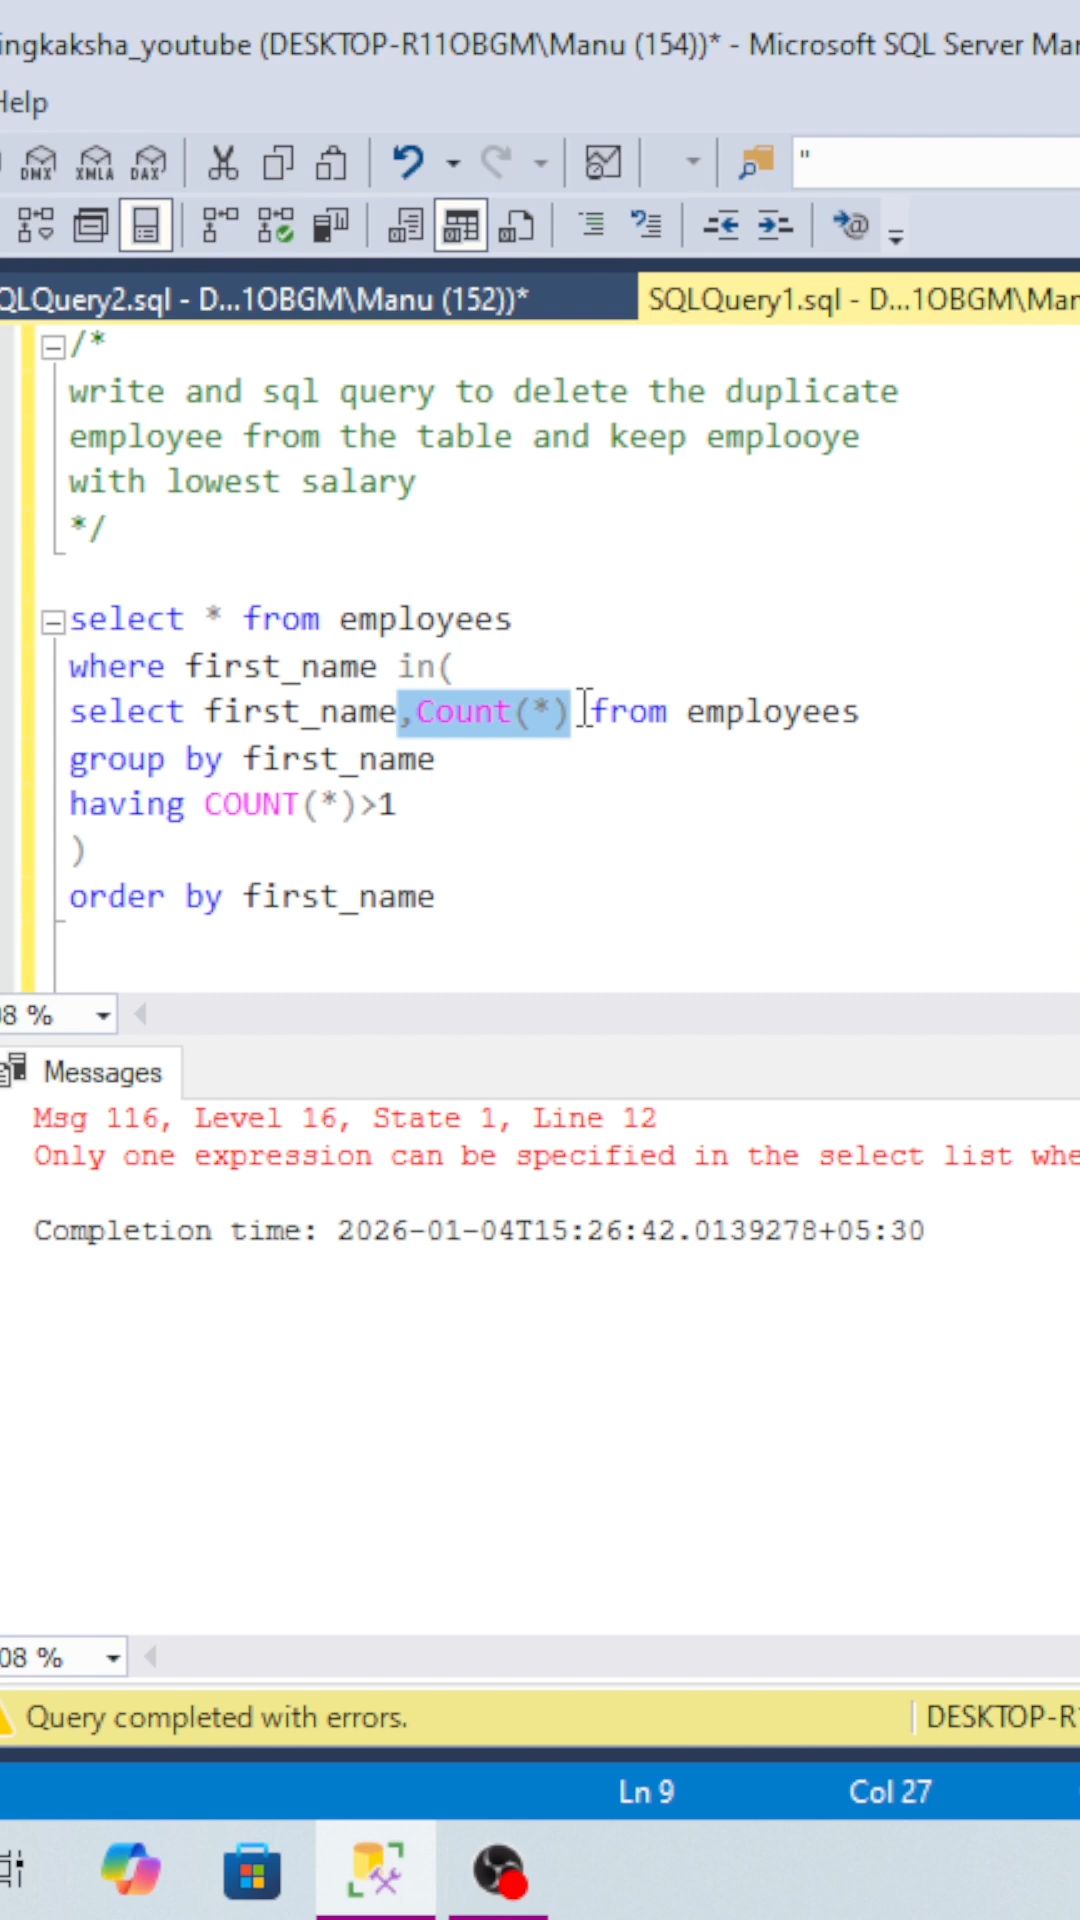 ingkaksha_youtube (DESKTOP-R11OBGM\Manu (154))* - Microsoft SQL Server Mar
Help
DMX XMLA DAX
"
QLQuery2.sql - D...1OBGM\Manu (152))*
SQLQuery1.sql - D...1OBGM\Man
/*
write and sql query to delete the duplicate
employee from the table and keep emplooye
with lowest salary
*/
select * from employees
where first_name in(
select first_name,Count(*) from employees
group by first_name
having COUNT(*)>1
)
order by first_name
08 %
Messages
Msg 116, Level 16, State 1, Line 12
Only one expression can be specified in the select list whe
Completion time: 2026-01-04T15:26:42.0139278+05:30
08 %
Query completed with errors.
DESKTOP-R1
Ln 9
Col 27